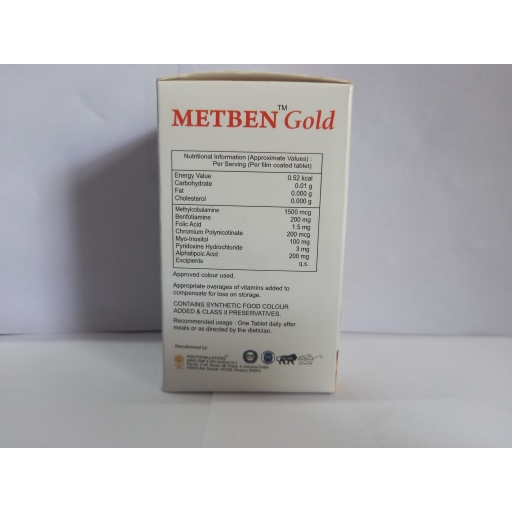 METBEN™ Gold
Nutritional Information (Approximate Values) :
Per Serving (Per film coated tablet)
Energy Value 0.52 kcal
Carbohydrate 0.01 g
Fat 0.000 g
Cholesterol 0.000 g
Methylcobalamine 1500 mcg
Benfotiamine 200 mg
Folic Acid 1.5 mg
Chromium Polynicotinate 200 mcg
Myo-Inositol 100 mg
Pyridoxine Hydrochloride 3 mg
Alphalipoic Acid 200 mg
Excipients q.s.
Approved colour used.
Appropriate overages of vitamins added to
compensate for loss on storage.
CONTAINS SYNTHETIC FOOD COLOUR
ADDED & CLASS II PRESERVATIVES.
Recommended usage : One Tablet daily after
meals or as directed by the dietician.
Manufactured by: